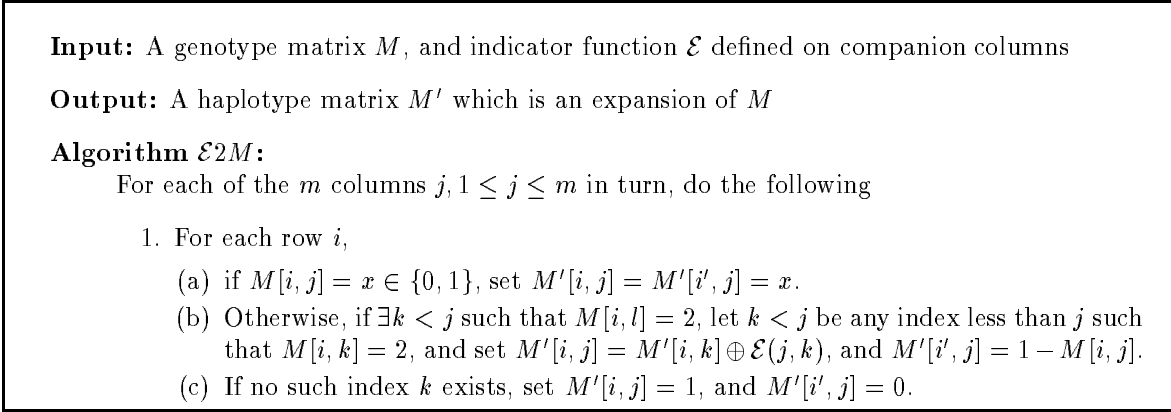 Input: A genotype matrix M, and indicator function ℰ defined on companion columns
Output: A haplotype matrix M′ which is an expansion of M
Algorithm ℰ2M:
For each of the m columns j, 1 ≤ j ≤ m in turn, do the following
1. For each row i,
(a) if M[i, j] = x ∈ {0, 1}, set M′[i, j] = M′[i′, j] = x.
(b) Otherwise, if ∃k < j such that M[i, l] = 2, let k < j be any index less than j such
that M[i, k] = 2, and set M′[i, j] = M′[i, k] ⊕ ℰ(j, k), and M′[i′, j] = 1 − M[i, j].
(c) If no such index k exists, set M′[i, j] = 1, and M′[i′, j] = 0.